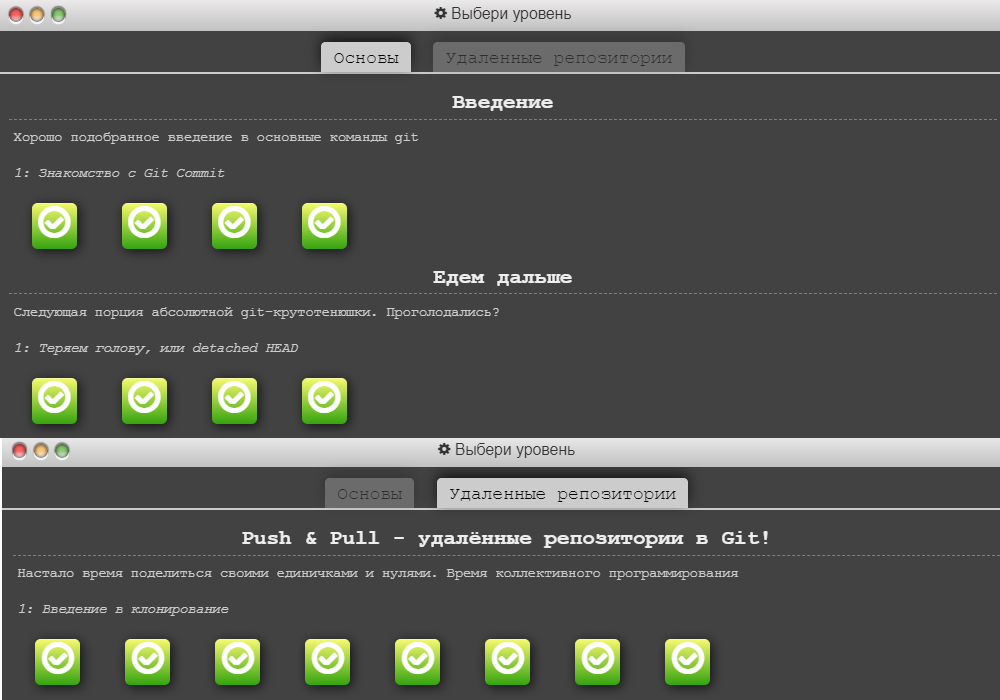 Выбери уровень
Основы Удаленные репозитории
Введение
Хорошо подобранное введение в основные команды git
1: Знакомство с Git Commit
Едем дальше
Следующая порция абсолютной git-крутотенюшки. Проголодались?
1: Теряем голову, или detached HEAD
Выбери уровень
Основы Удаленные репозитории
Push & Pull - удалённые репозитории в Git!
Настало время поделиться своими единичками и нулями. Время коллективного программирования
1: Введение в клонирование